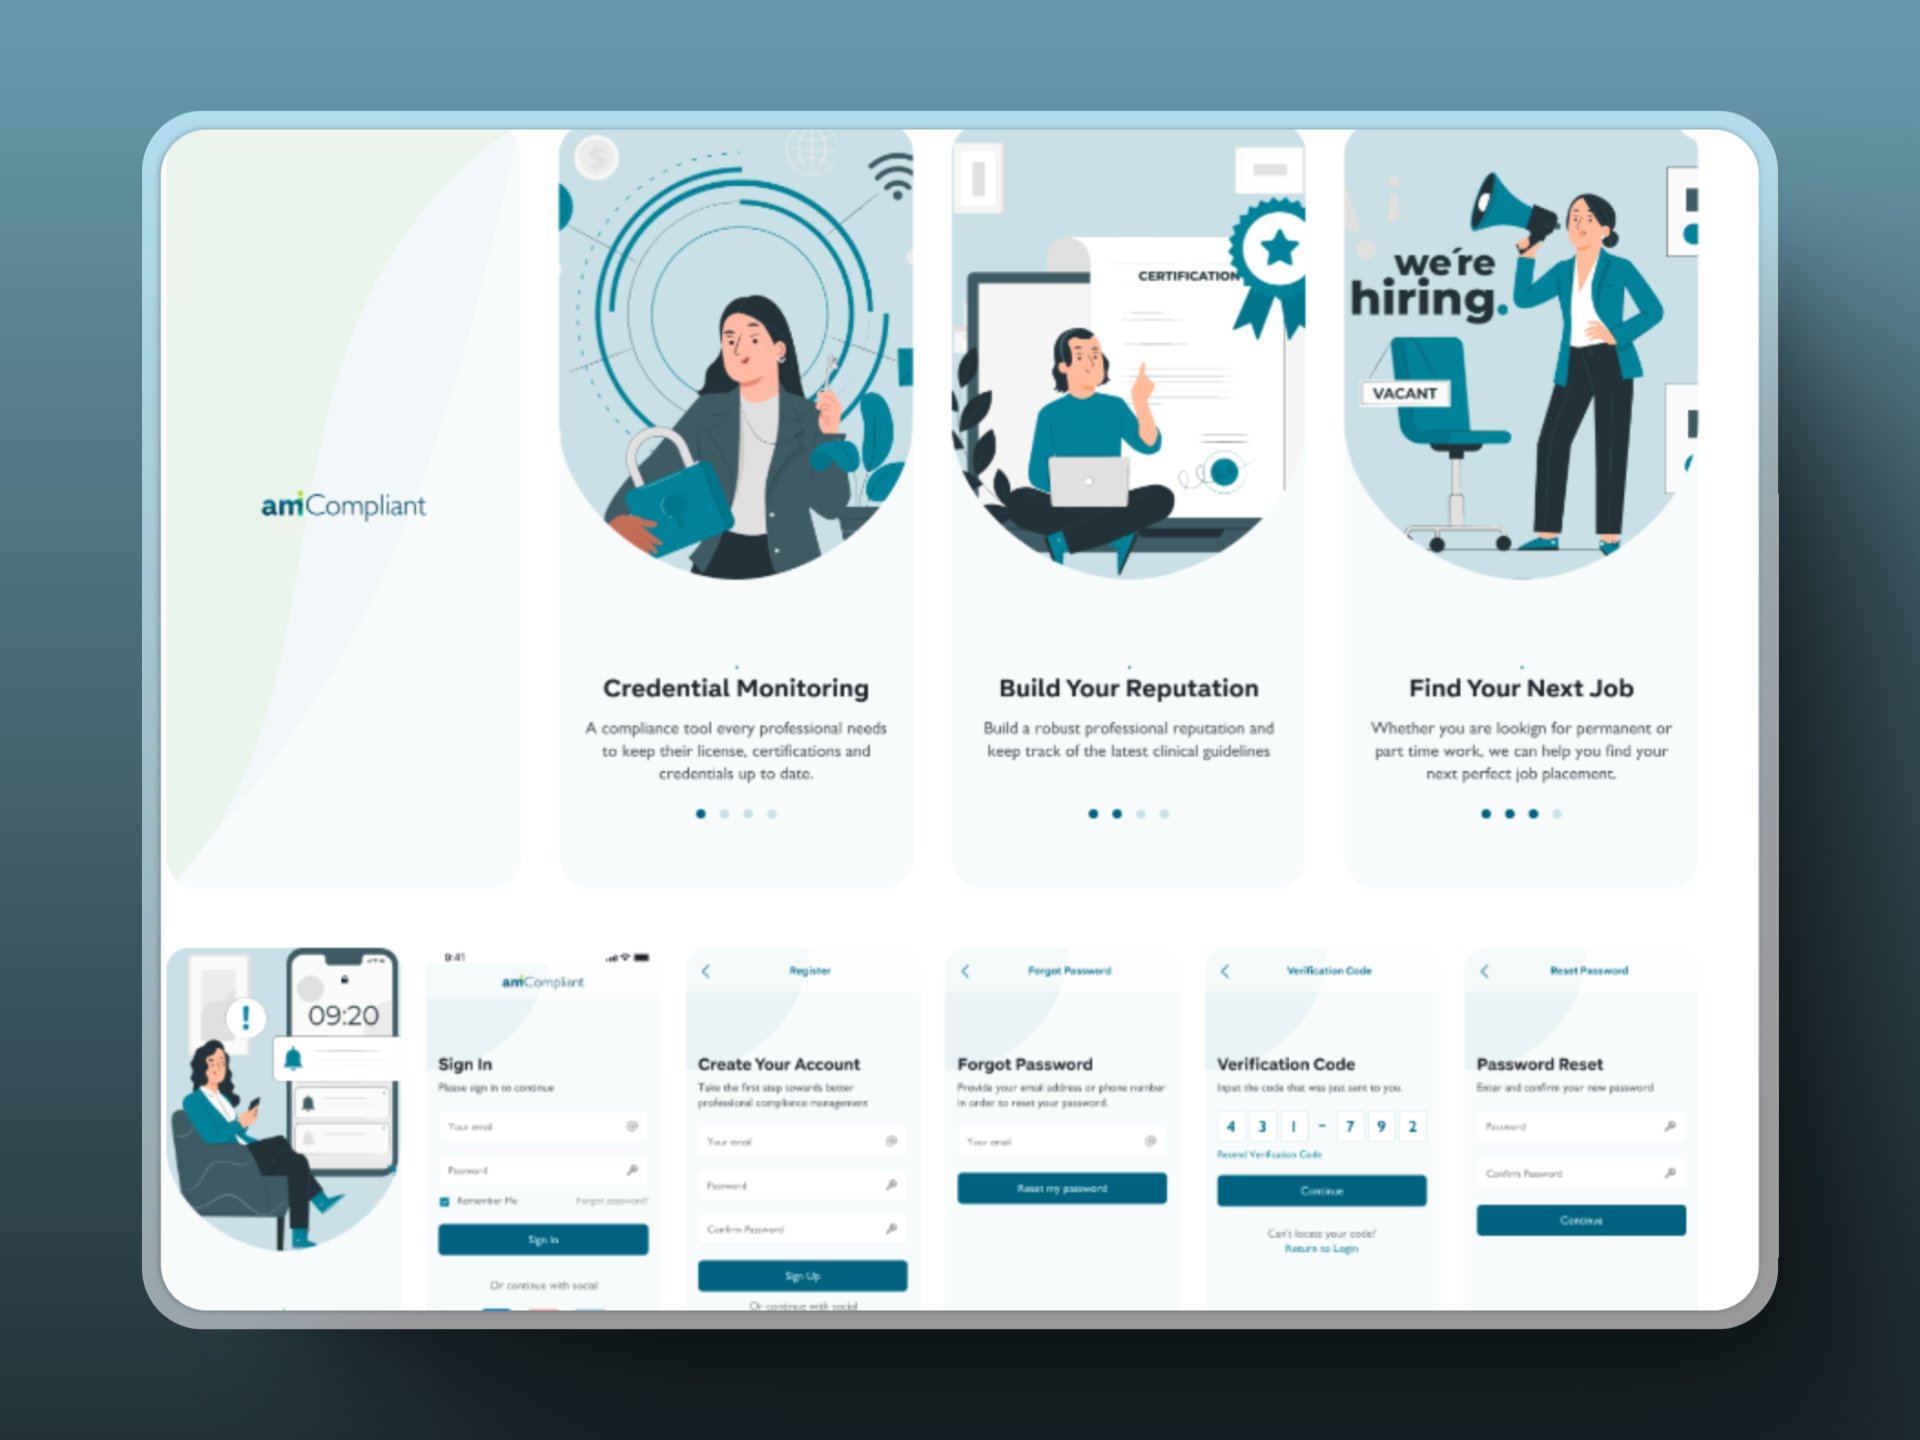 amiCompliant
CERTIFICATION
we're
hiring.
VACANT
Credential Monitoring
A compliance tool every professional needs
to keep their license, certifications and
credentials up to date.
Build Your Reputation
Build a robust professional reputation and
keep track of the latest clinical guidelines
Find Your Next Job
Whether you are lookign for permanent or
part time work, we can help you find your
next perfect job placement.
!
09:20
9:41
amiCompliant
Sign In
Please sign in to continue
Your email
Password
Remember Me
Forgot password?
Sign In
Or continue with social
Register
Create Your Account
Take the first step towards better
professional compliance management
Your email
Password
Confirm Password
Sign Up
Or continue with social
Forgot Password
Forgot Password
Provide your email address or phone number
in order to reset your password.
Your email
Reset my password
Verification Code
Verification Code
Input the code that was just sent to you.
4 3 1 - 7 9 2
Resend Verification Code
Continue
Can't locate your code?
Return to Login
Reset Password
Password Reset
Enter and confirm your new password
Password
Confirm Password
Continue